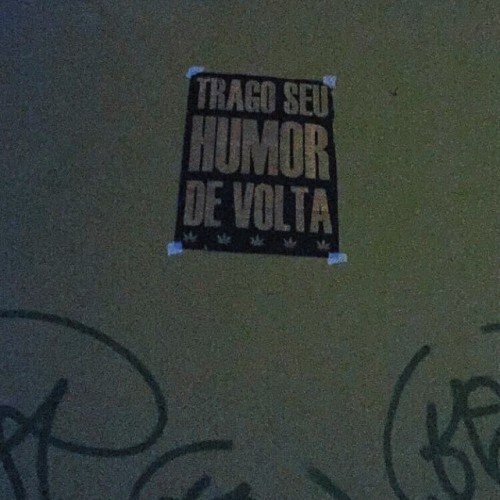 TRAGO SEU
HUMOR
DE VOLTA